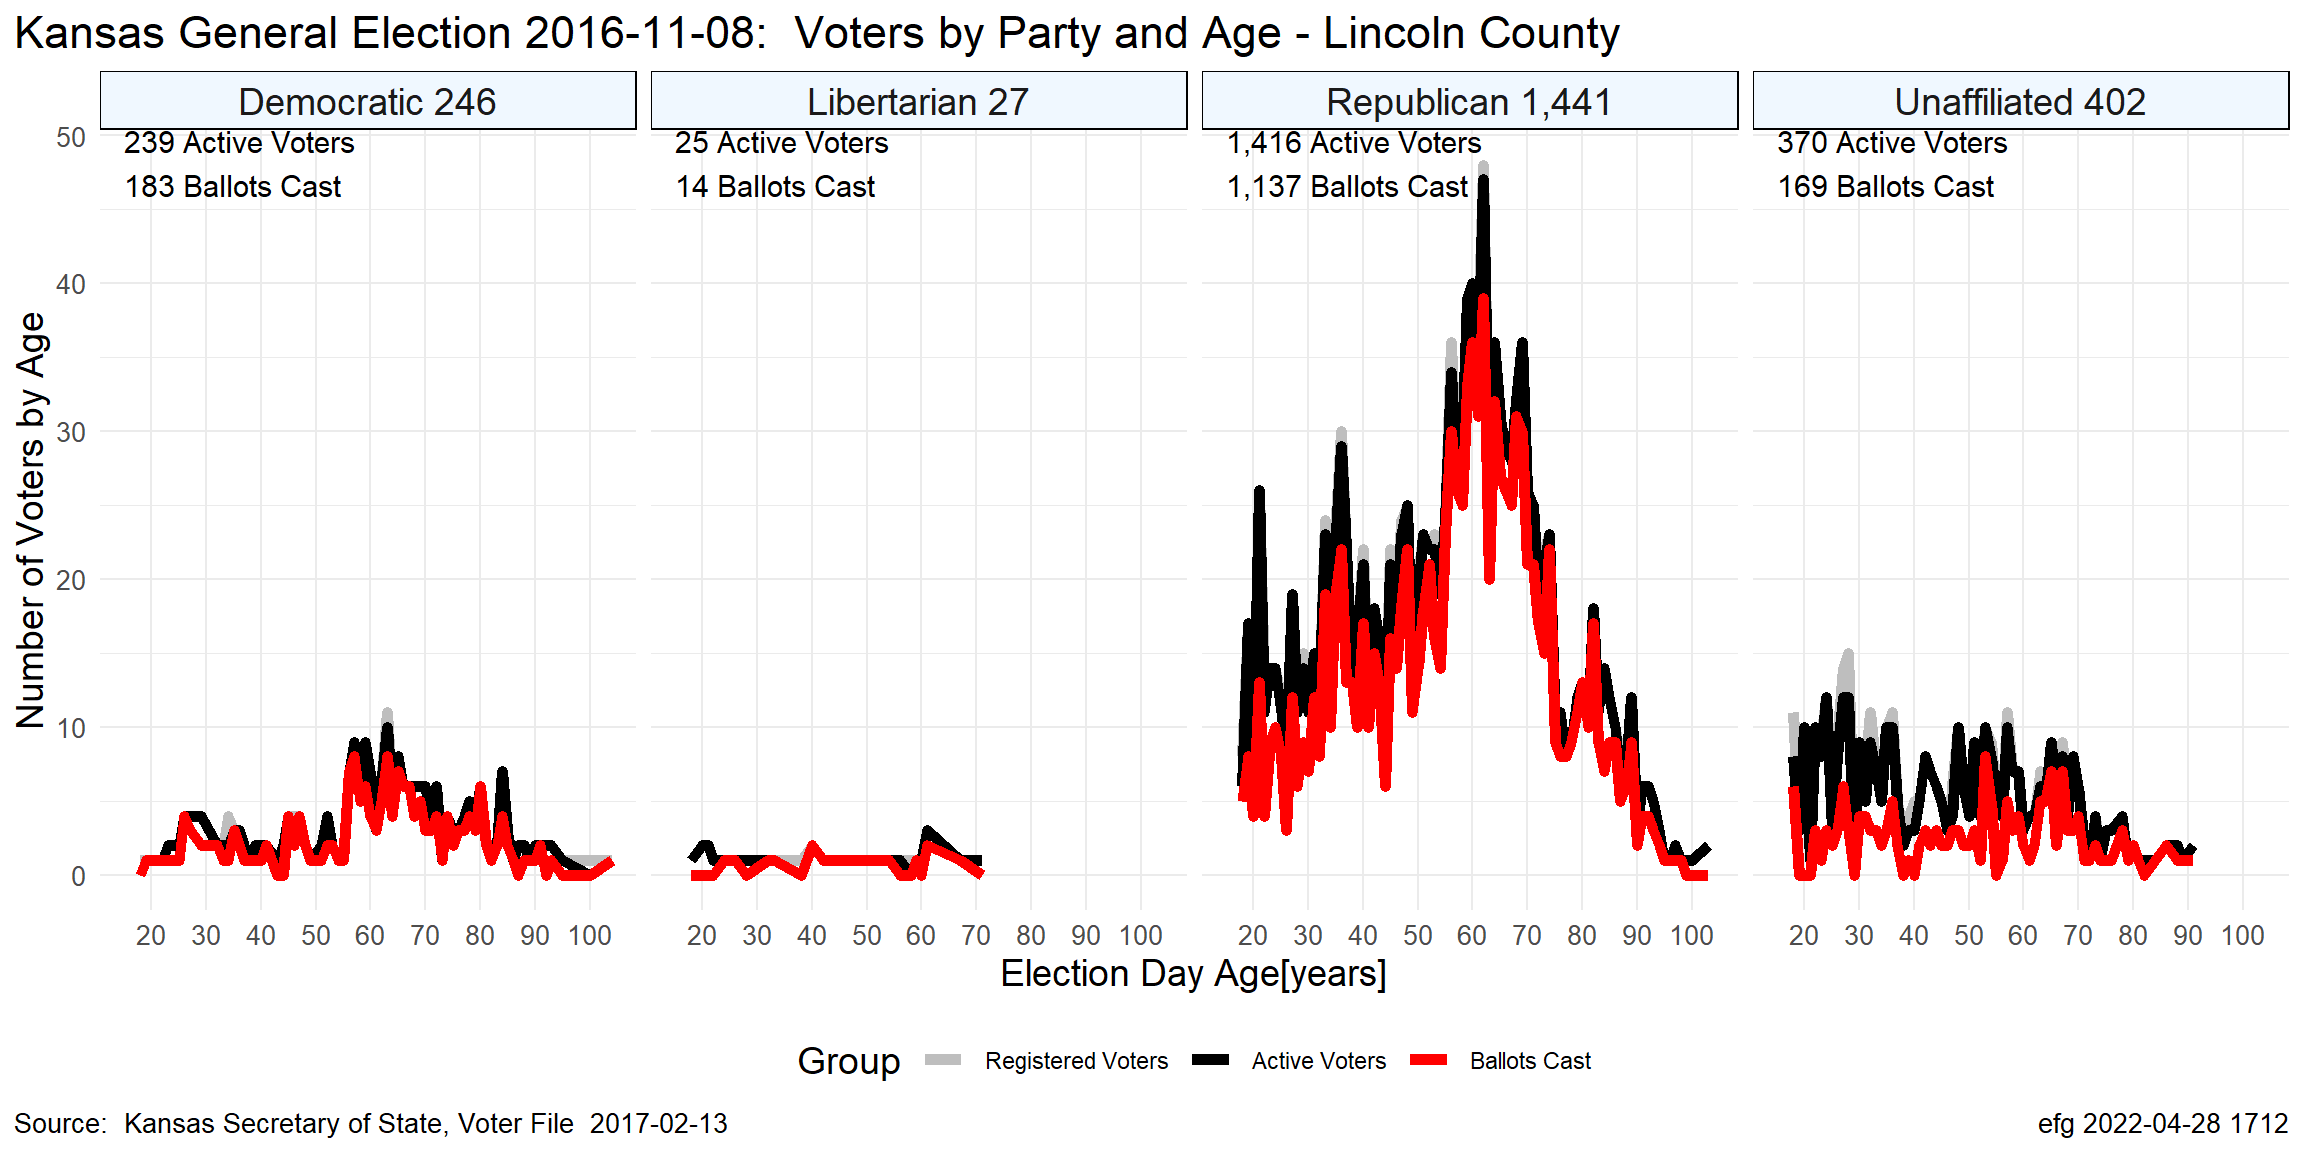 Kansas General Election 2016-11-08:  Voters by Party and Age - Lincoln County
Democratic 246
Libertarian 27
Republican 1,441
Unaffiliated 402
239 Active Voters
183 Ballots Cast
25 Active Voters
14 Ballots Cast
1,416 Active Voters
1,137 Ballots Cast
370 Active Voters
169 Ballots Cast
Number of Voters by Age
50
40
30
20
10
0
20 30 40 50 60 70 80 90 100
20 30 40 50 60 70 80 90 100
20 30 40 50 60 70 80 90 100
20 30 40 50 60 70 80 90 100
Election Day Age[years]
Group Registered Voters Active Voters Ballots Cast
Source:  Kansas Secretary of State, Voter File  2017-02-13
efg 2022-04-28 1712